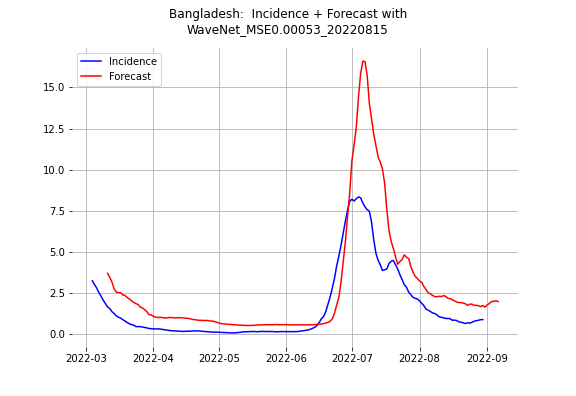 Bangladesh:  Incidence + Forecast with
WaveNet_MSE0.00053_20220815
Incidence
Forecast
15.0
12.5
10.0
7.5
5.0
2.5
0.0
2022-03 2022-04 2022-05 2022-06 2022-07 2022-08 2022-09